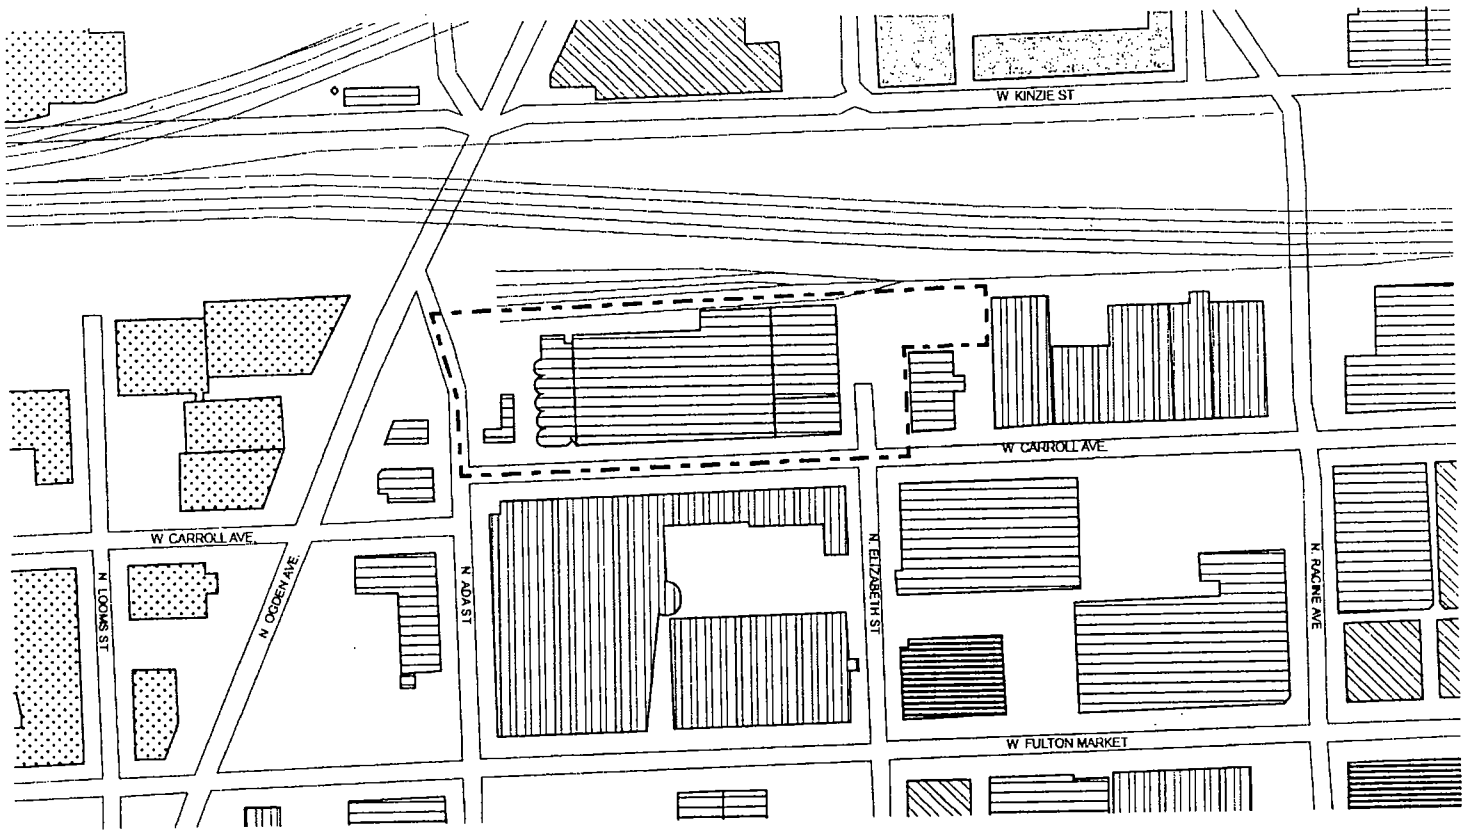 W KINZIE ST
W CARROLL AVE.
W CARROLL AVE.
N. LOOMIS ST
N OGDEN AVE.
N. ADA ST
N. ELIZABETH ST
N. RACINE AVE
W FULTON MARKET